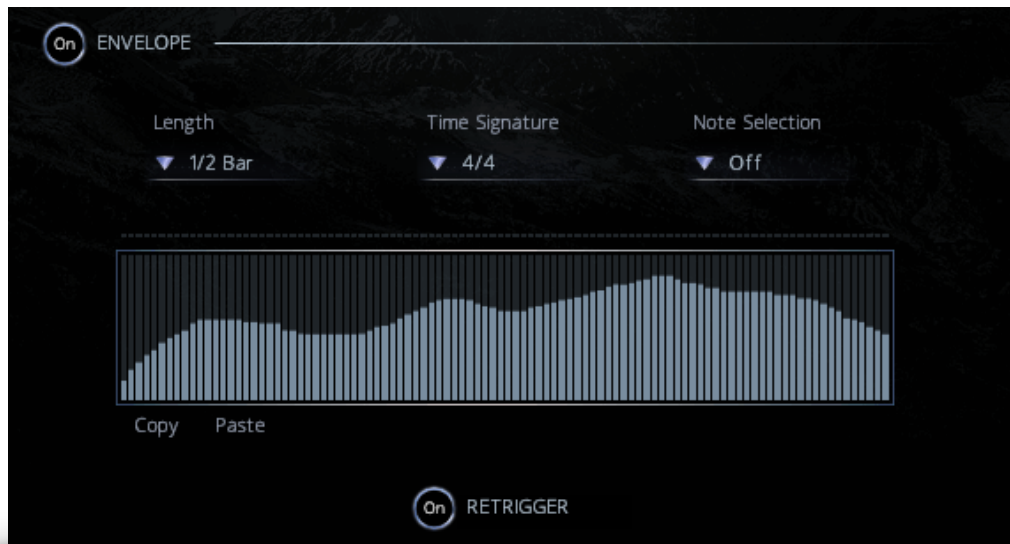 On ENVELOPE
Length Time Signature Note Selection
1/2 Bar 4/4 Off
Copy Paste
On RETRIGGER